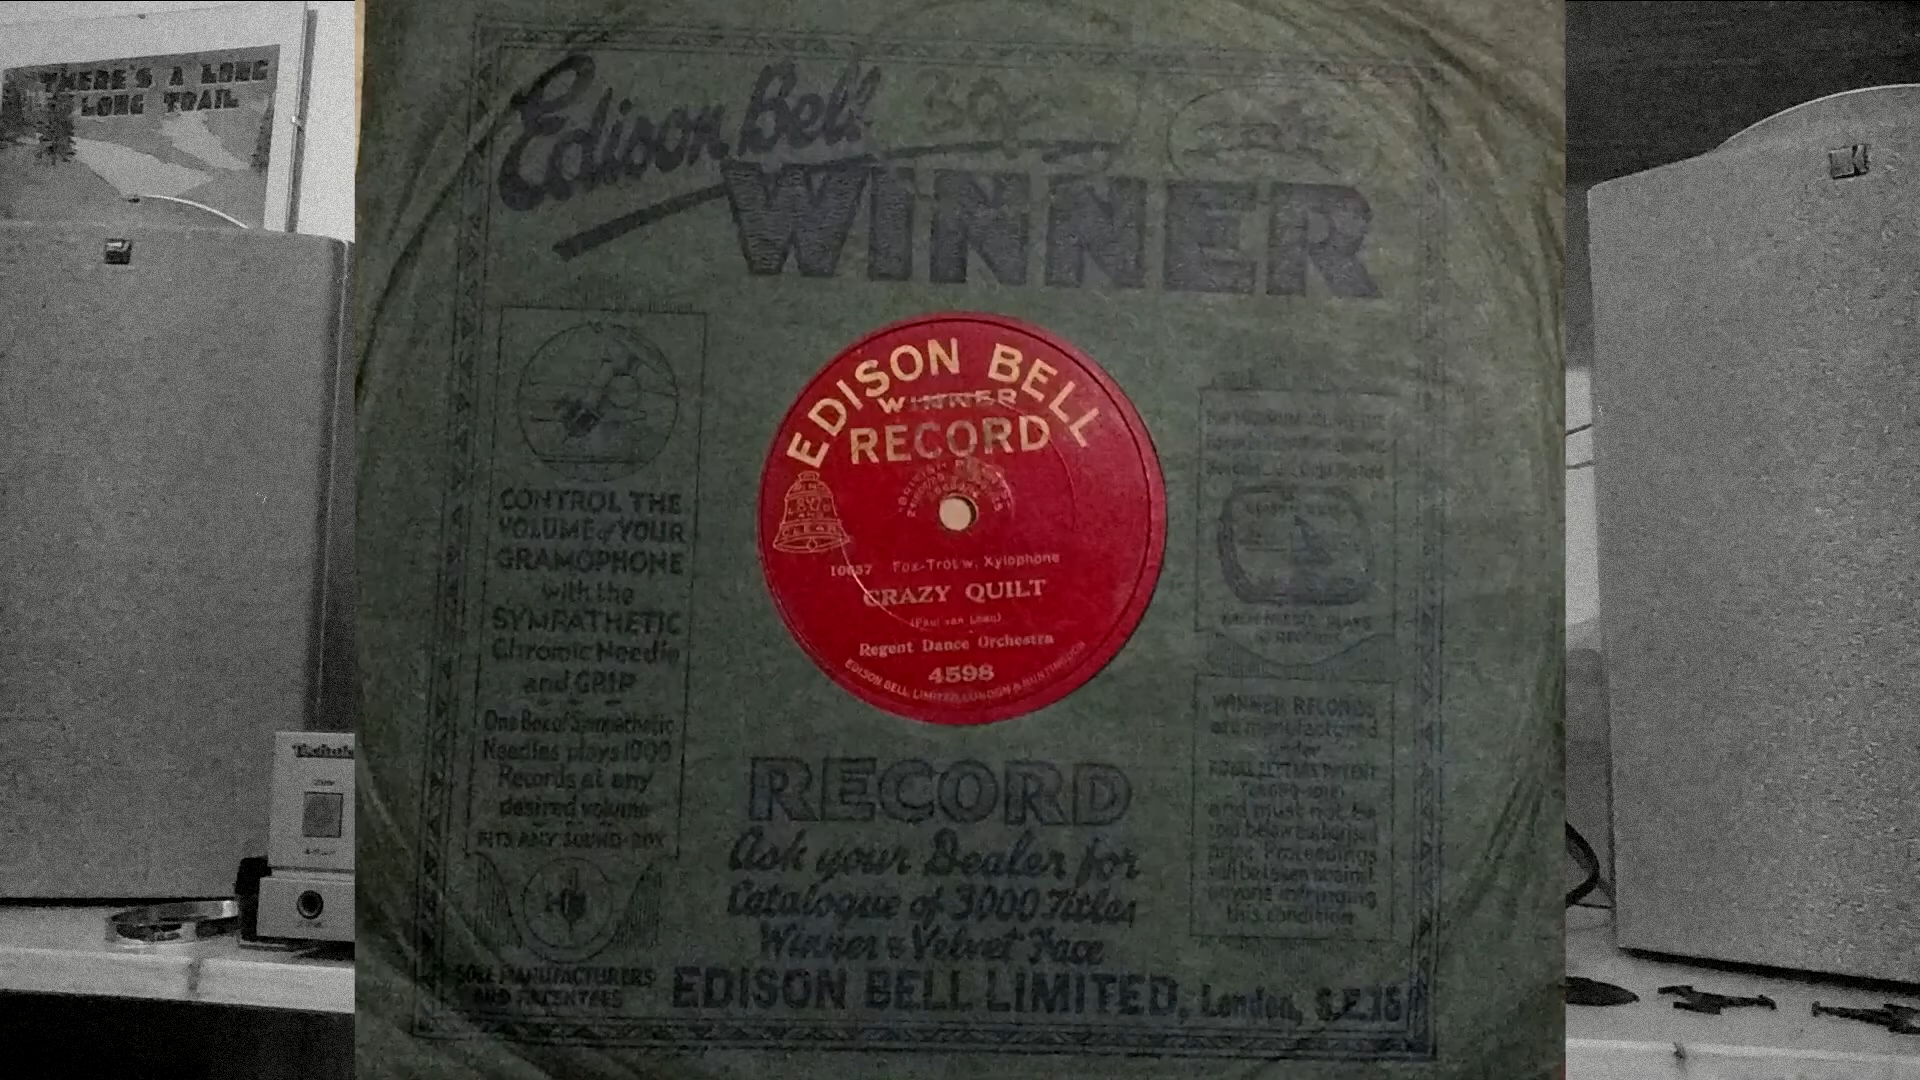 THERE'S A LONG
LONG TRAIL
Edison Bell
WINNER
EDISON BELL
WINNER
RECORD
10657 Fox-Trot w. Xylophone
CRAZY QUILT
(Paul van Loan)
Regent Dance Orchestra
4598
EDISON BELL LIMITED, LONDON & HUNTINGDON
CONTROL THE
VOLUME of YOUR
GRAMOPHONE
with the
SYMPATHETIC
Chromic Needle
and GRIP
One Box of Sympathetic
Needles plays 1000
Records at any
desired volume
FITS ANY SOUND-BOX
SOLE MANUFACTURERS
AND PATENTEES
WINNER RECORDS
are manufactured
under
and must not be
sold below authorised
price. Proceedings
will be taken against
anyone infringing
this condition
RECORD
Ask your Dealer for
Catalogue of 3000 Titles
Winner & Velvet Face
EDISON BELL LIMITED, London, S.E.15